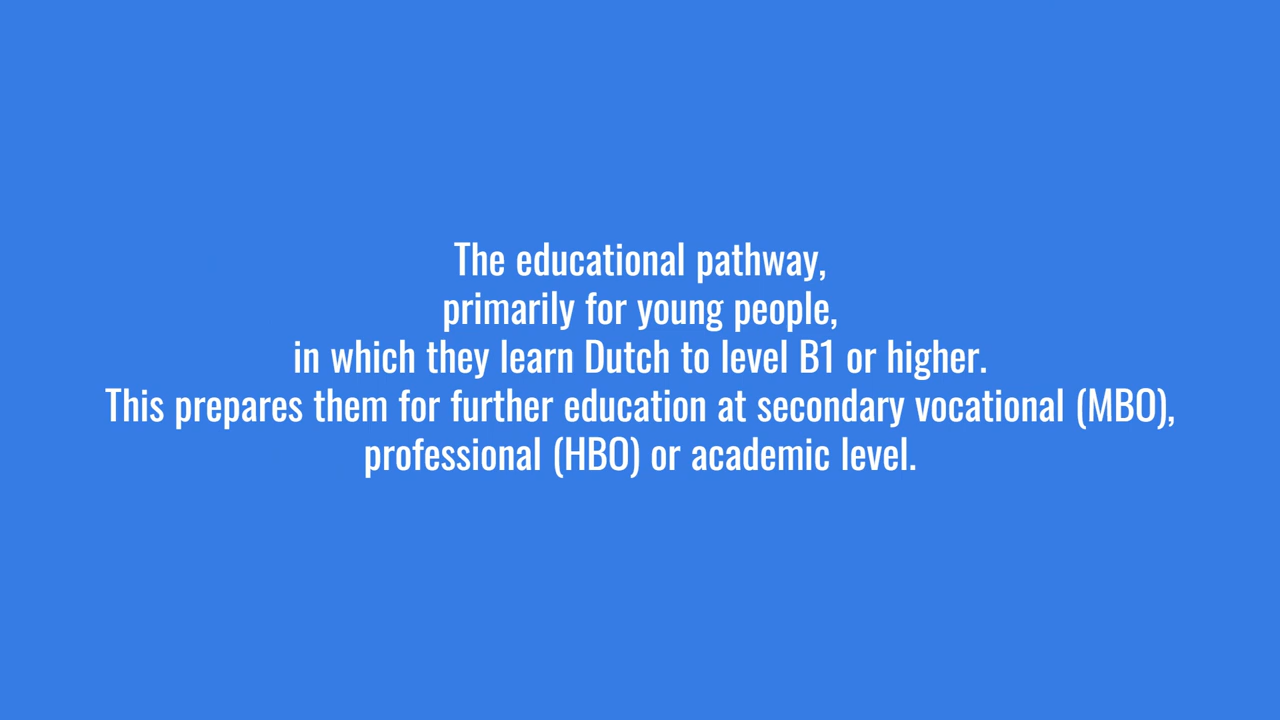 The educational pathway,
primarily for young people,
in which they learn Dutch to level B1 or higher.
This prepares them for further education at secondary vocational (MBO),
professional (HBO) or academic level.